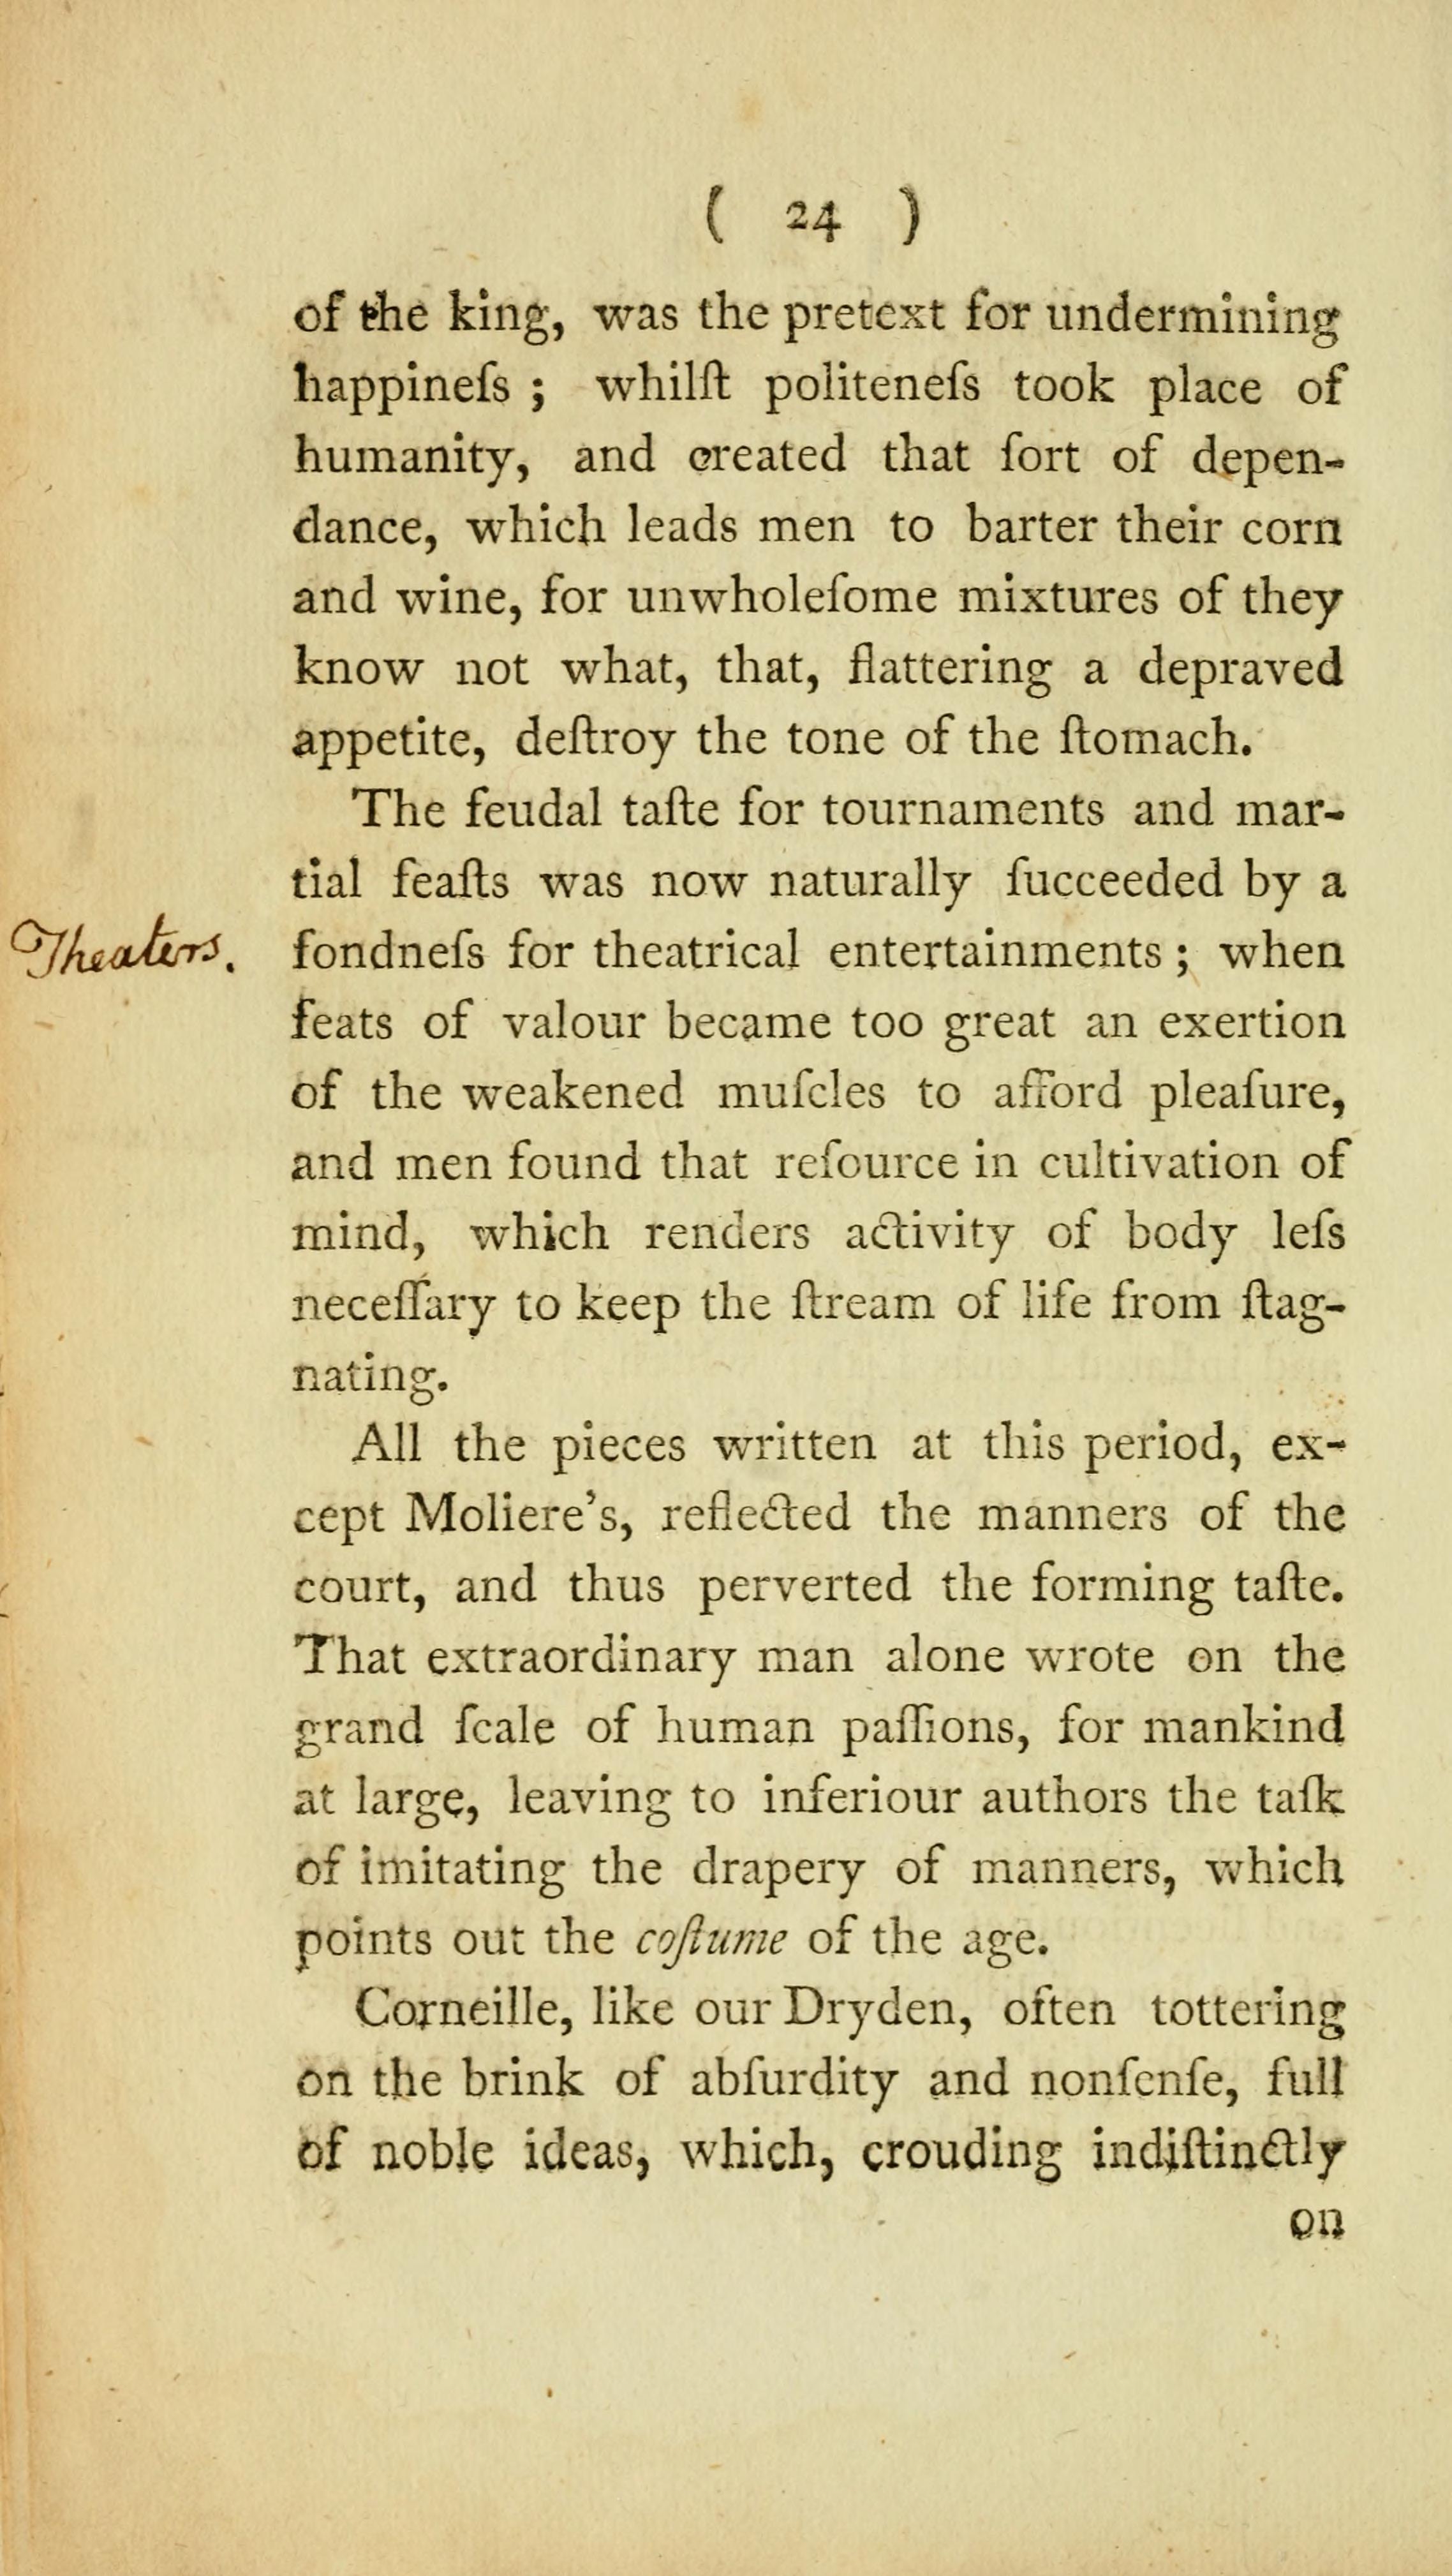 ( 24 )
of the king, was the pretext for undermining
happineſs ; whilſt politeneſs took place of
humanity, and created that ſort of depen-
dance, which leads men to barter their corn
and wine, for unwholeſome mixtures of they
know not what, that, flattering a depraved
appetite, deſtroy the tone of the ſtomach.
The feudal taſte for tournaments and mar-
tial feaſts was now naturally ſucceeded by a
Theaters.
fondneſs for theatrical entertainments ; when
feats of valour became too great an exertion
of the weakened muſcles to afford pleaſure,
and men found that reſource in cultivation of
mind, which renders activity of body leſs
neceſſary to keep the ſtream of life from ſtag-
nating.
All the pieces written at this period, ex-
cept Moliere's, reflected the manners of the
court, and thus perverted the forming taſte.
That extraordinary man alone wrote on the
grand ſcale of human paſſions, for mankind
at large, leaving to inferiour authors the taſk
of imitating the drapery of manners, which
points out the coſtume of the age.
Corneille, like our Dryden, often tottering
on the brink of abſurdity and nonſenſe, full
of noble ideas, which, crouding indiſtinctly
on